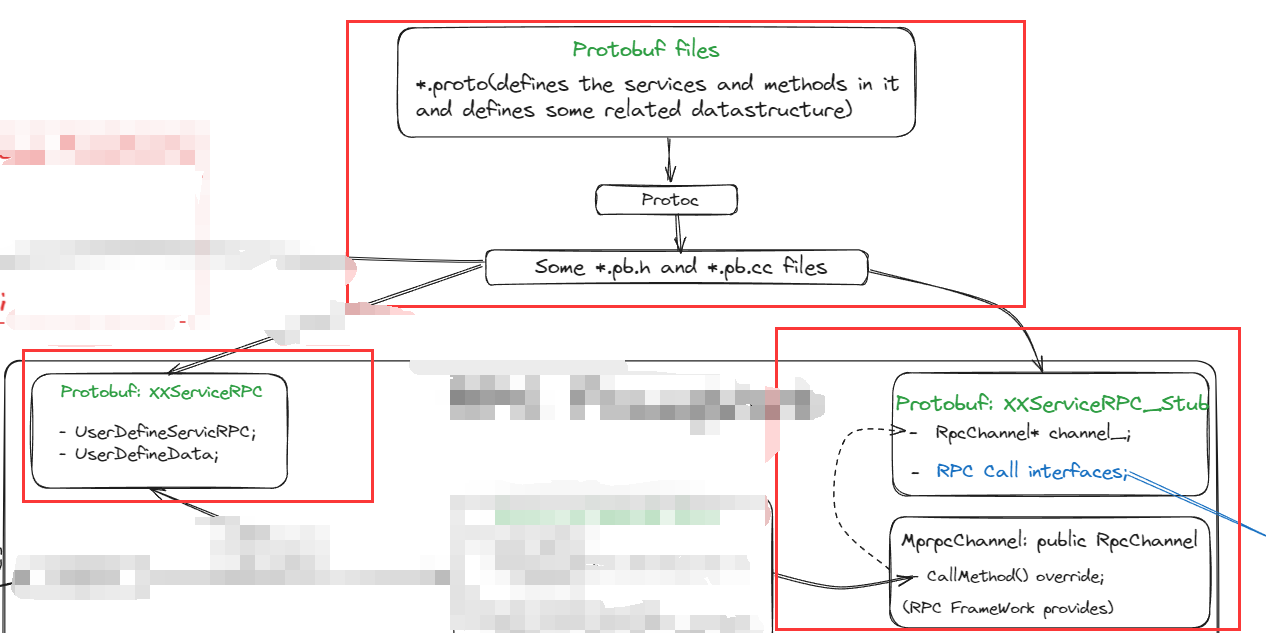 Protobuf files
*.proto(defines the services and methods in it
and defines some related datastructure)
Protoc
Some *.pb.h and *.pb.cc files
Protobuf: XXServiceRPC
- UserDefineServicRPC;
- UserDefineData;
Protobuf: XXServiceRPC_Stub
- RpcChannel* channel_;
- RPC Call interfaces;
MprpcChannel: public RpcChannel
- CallMethod() override;
(RPC FrameWork provides)